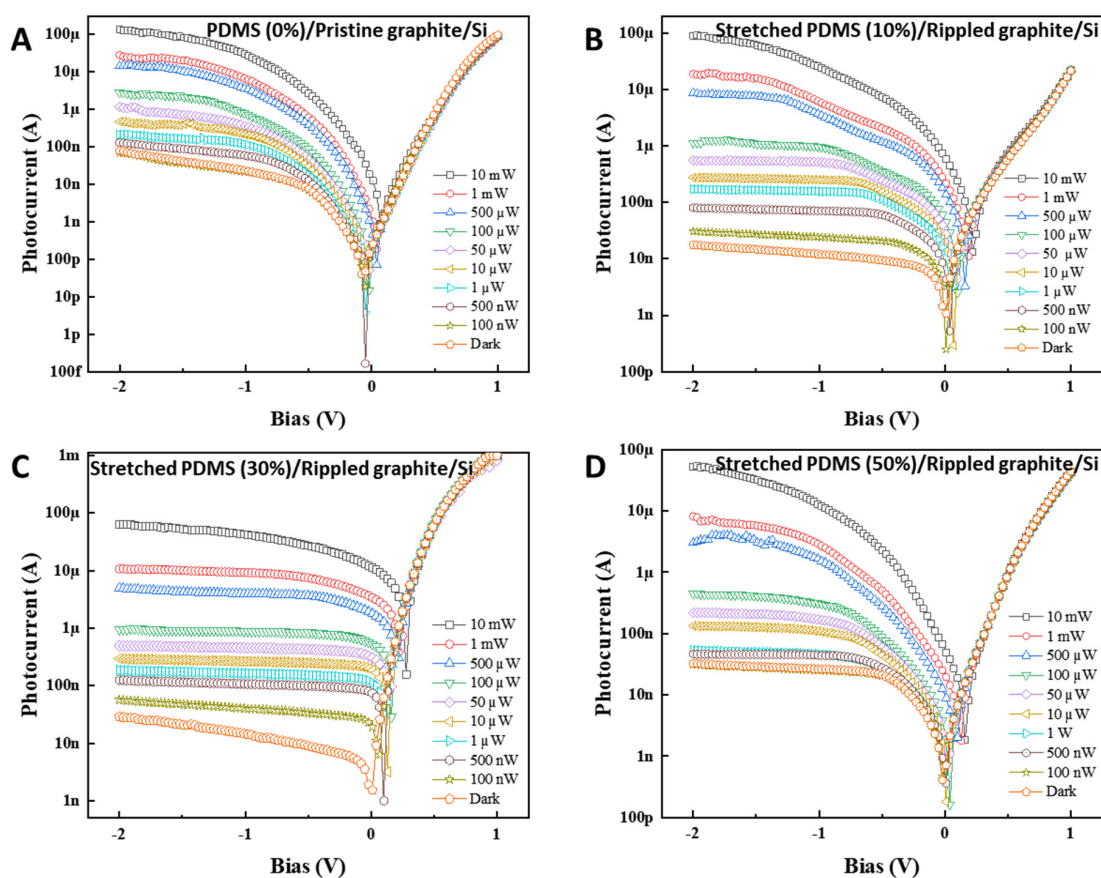 A
PDMS (0%)/Pristine graphite/Si
Photocurrent (A)
100µ
10µ
1µ
100n
10n
1n
100p
10p
1p
100f
10 mW
1 mW
500 µW
100 µW
50 µW
10 µW
1 µW
500 nW
100 nW
Dark
-2
-1
0
1
Bias (V)
B
Stretched PDMS (10%)/Rippled graphite/Si
Photocurrent (A)
100µ
10µ
1µ
100n
10n
1n
100p
10 mW
1 mW
500 µW
100 µW
50 µW
10 µW
1 µW
500 nW
100 nW
Dark
-2
-1
0
1
Bias (V)
C
Stretched PDMS (30%)/Rippled graphite/Si
Photocurrent (A)
1m
100µ
10µ
1µ
100n
10n
1n
10 mW
1 mW
500 µW
100 µW
50 µW
10 µW
1 µW
500 nW
100 nW
Dark
-2
-1
0
1
Bias (V)
D
Stretched PDMS (50%)/Rippled graphite/Si
Photocurrent (A)
100µ
10µ
1µ
100n
10n
1n
100p
10 mW
1 mW
500 µW
100 µW
50 µW
10 µW
1 W
500 nW
100 nW
Dark
-2
-1
0
1
Bias (V)